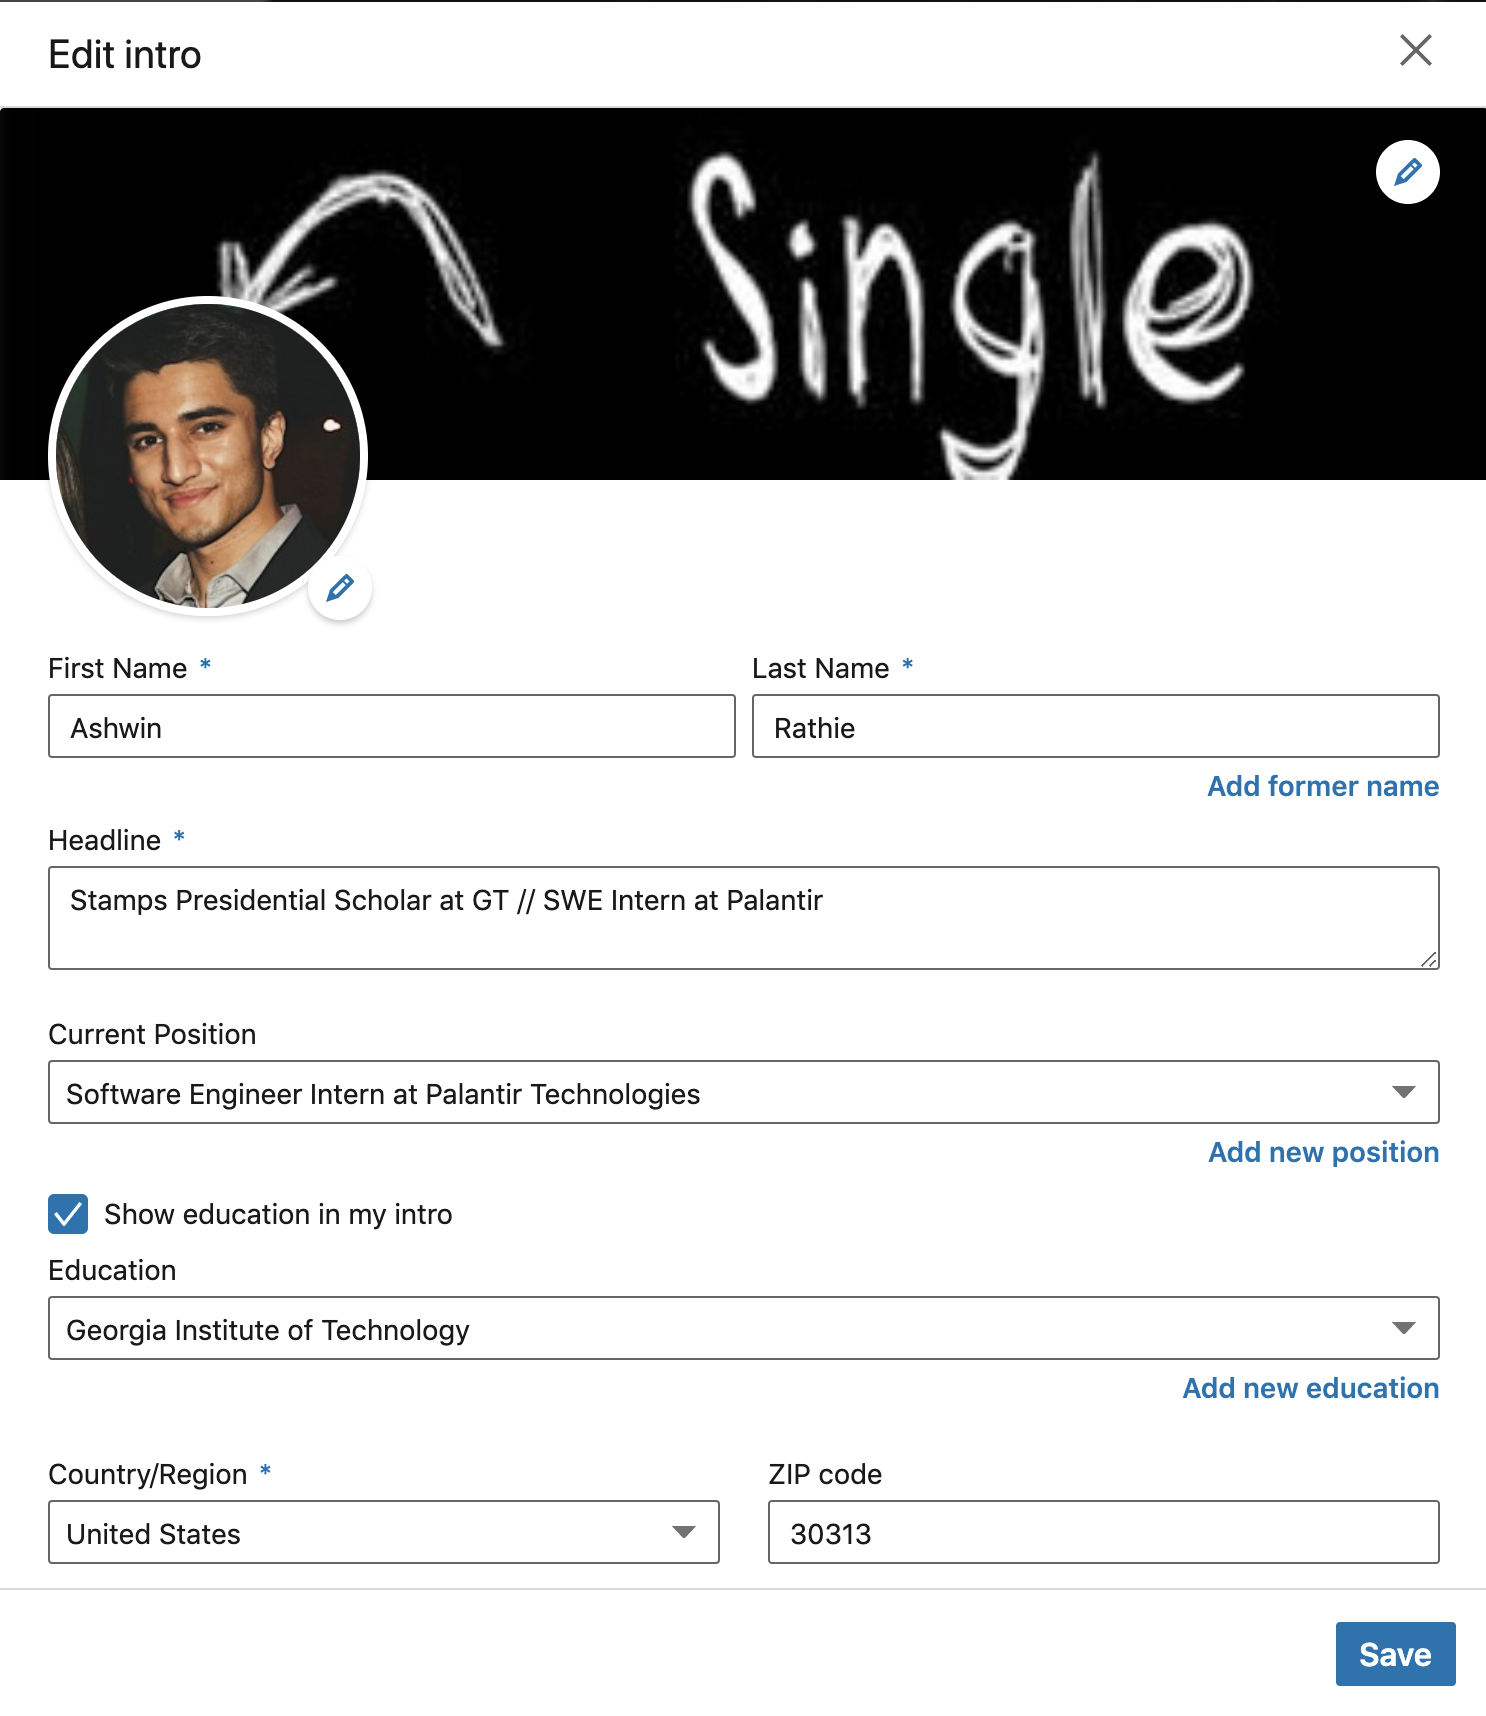 Edit intro
Single
First Name *
Last Name *
Ashwin
Rathie
Add former name
Headline *
Stamps Presidential Scholar at GT // SWE Intern at Palantir
Current Position
Software Engineer Intern at Palantir Technologies
Add new position
Show education in my intro
Education
Georgia Institute of Technology
Add new education
Country/Region *
ZIP code
United States
30313
Save